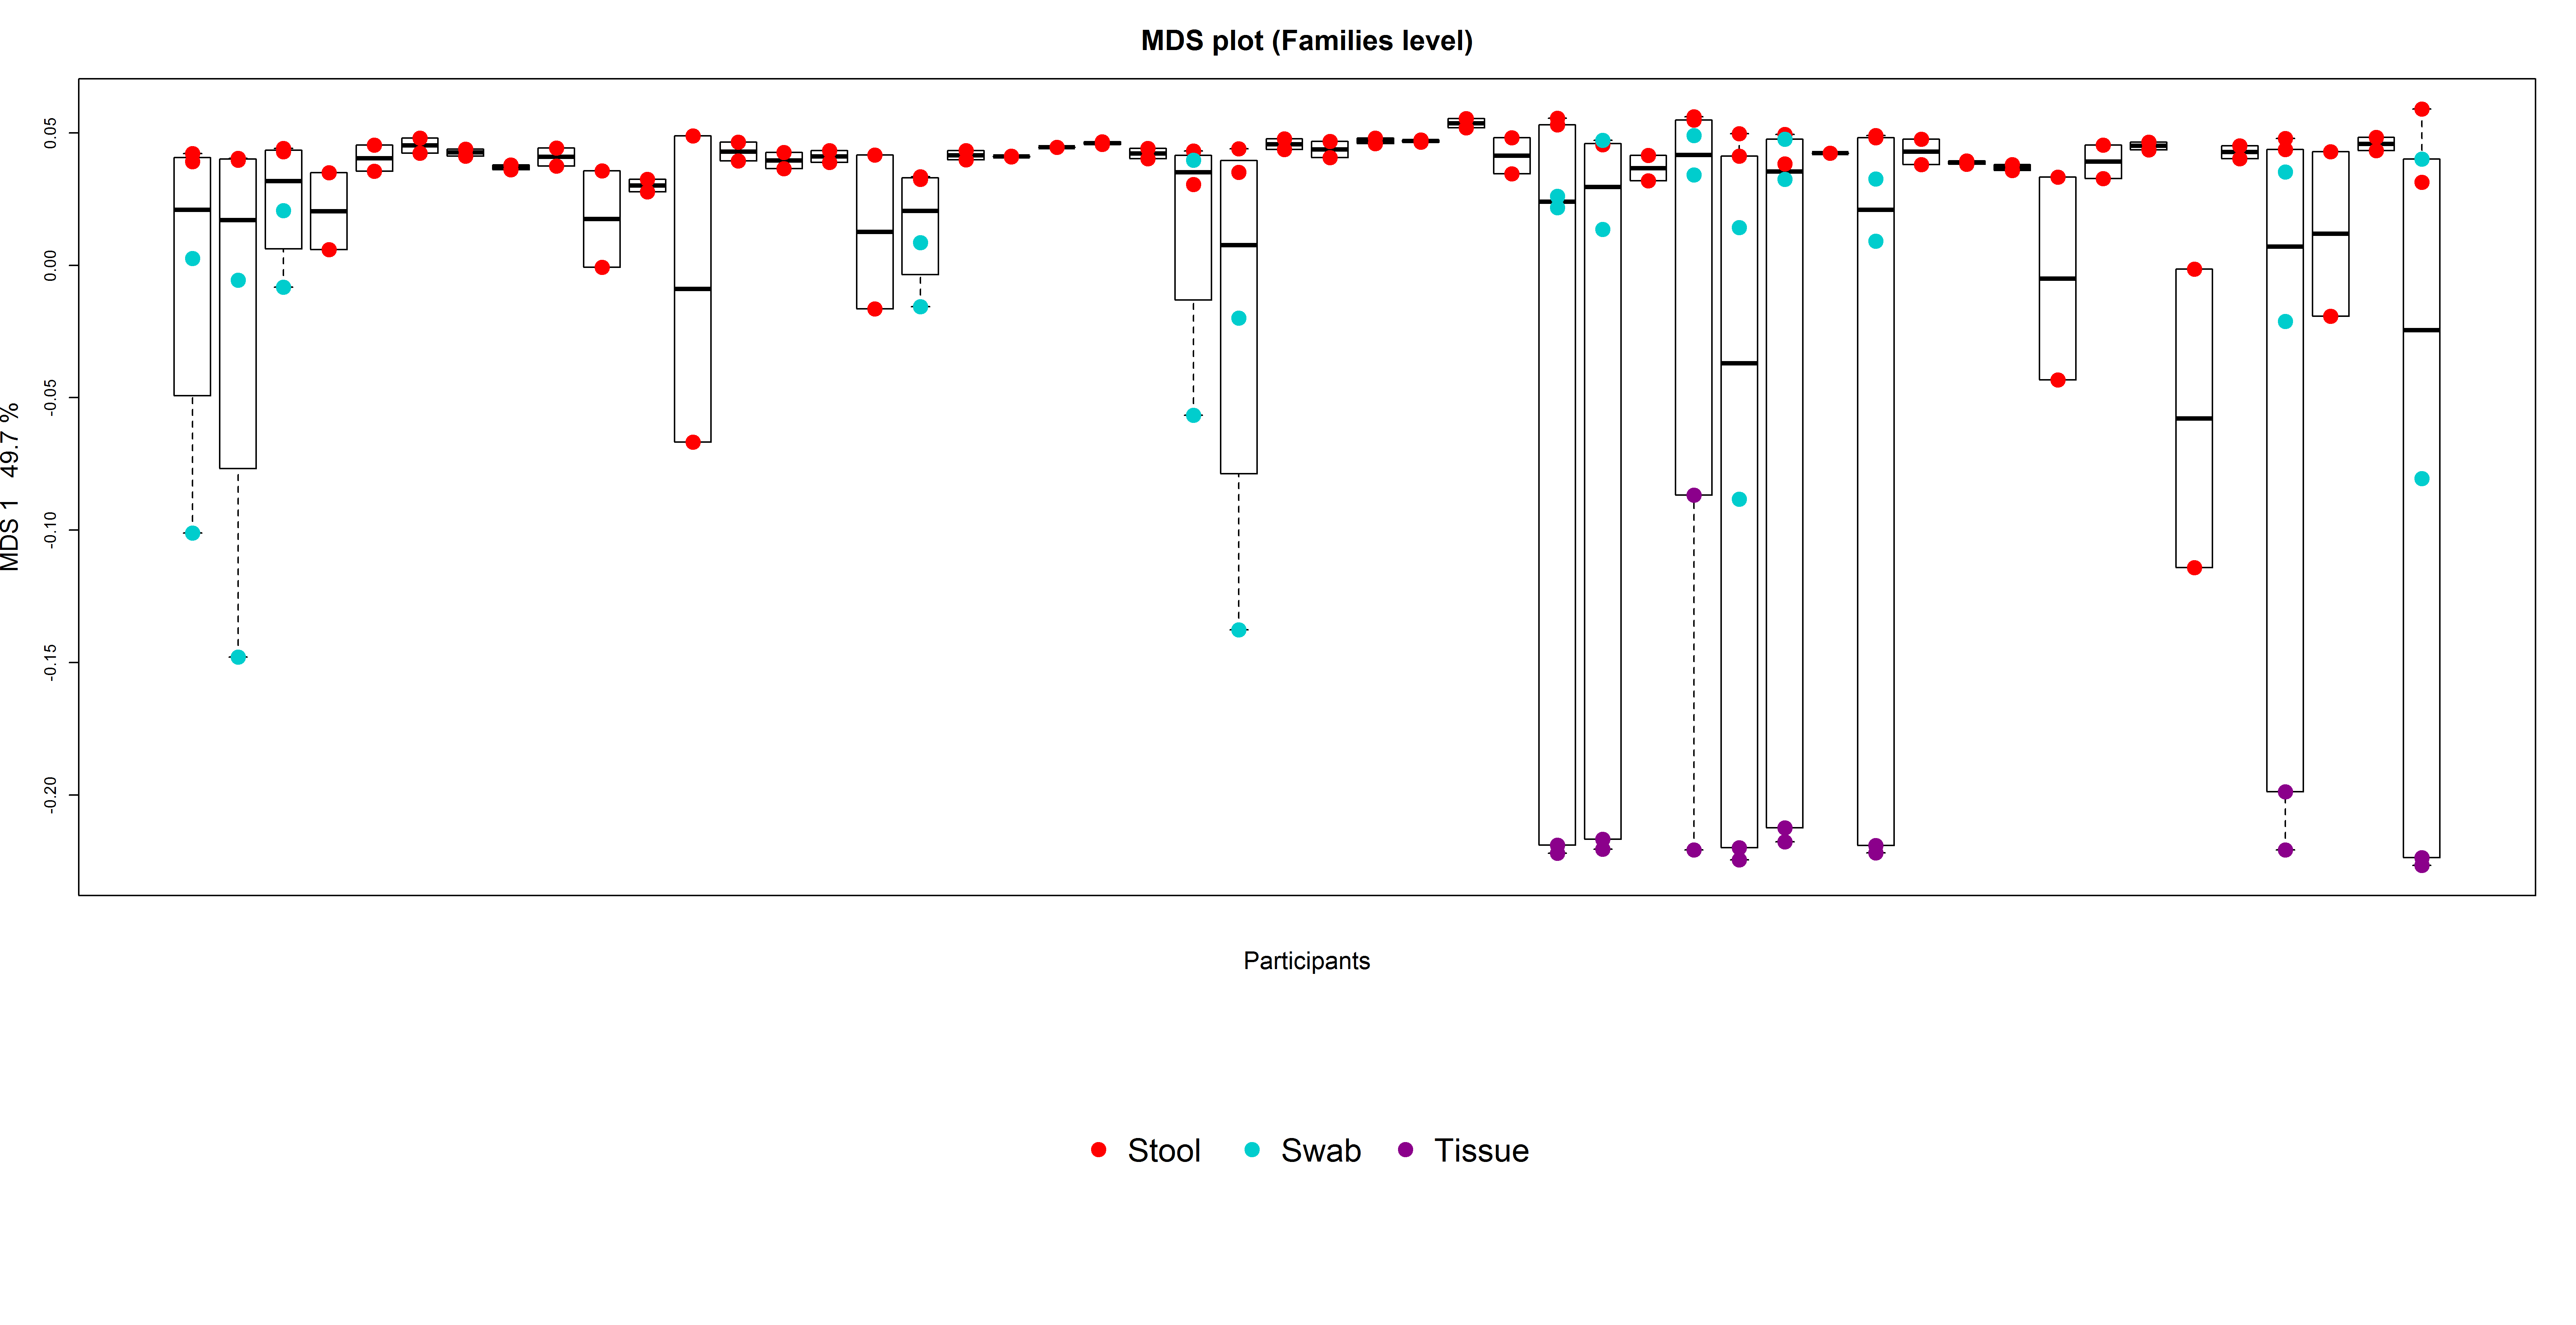 MDS plot (Families level)
MDS 1 49.7 %
0.05
0.00
-0.05
-0.10
-0.15
-0.20
Participants
Stool
Swab
Tissue